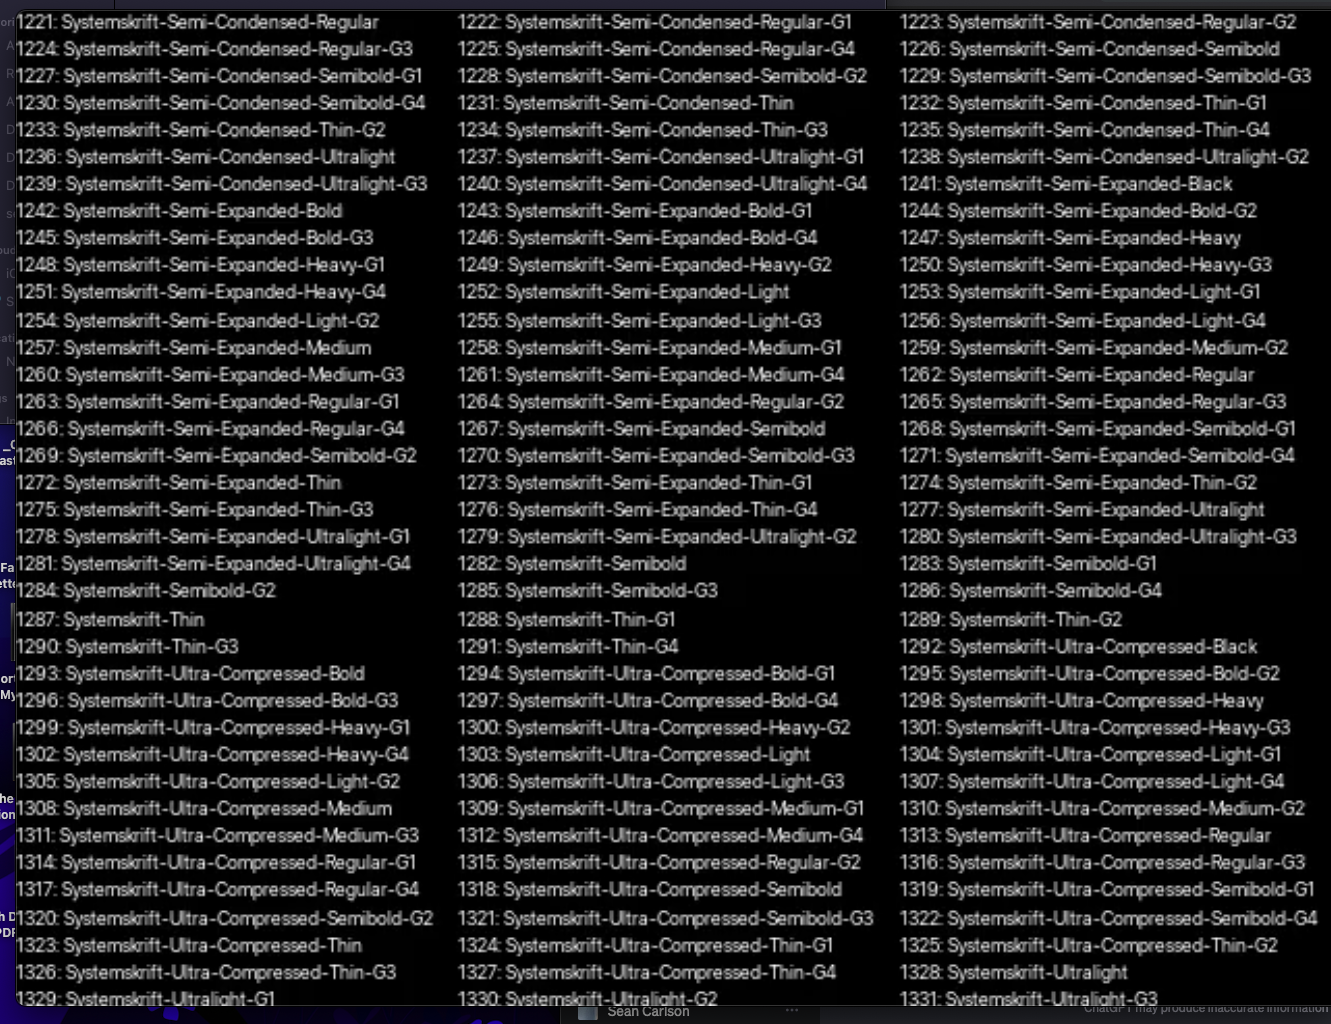 1221: Systemskrift-Semi-Condensed-Regular 1222: Systemskrift-Semi-Condensed-Regular-G1 1223: Systemskrift-Semi-Condensed-Regular-G2
1224: Systemskrift-Semi-Condensed-Regular-G3 1225: Systemskrift-Semi-Condensed-Regular-G4 1226: Systemskrift-Semi-Condensed-Semibold
1227: Systemskrift-Semi-Condensed-Semibold-G1 1228: Systemskrift-Semi-Condensed-Semibold-G2 1229: Systemskrift-Semi-Condensed-Semibold-G3
1230: Systemskrift-Semi-Condensed-Semibold-G4 1231: Systemskrift-Semi-Condensed-Thin 1232: Systemskrift-Semi-Condensed-Thin-G1
1233: Systemskrift-Semi-Condensed-Thin-G2 1234: Systemskrift-Semi-Condensed-Thin-G3 1235: Systemskrift-Semi-Condensed-Thin-G4
1236: Systemskrift-Semi-Condensed-Ultralight 1237: Systemskrift-Semi-Condensed-Ultralight-G1 1238: Systemskrift-Semi-Condensed-Ultralight-G2
1239: Systemskrift-Semi-Condensed-Ultralight-G3 1240: Systemskrift-Semi-Condensed-Ultralight-G4 1241: Systemskrift-Semi-Expanded-Black
1242: Systemskrift-Semi-Expanded-Bold 1243: Systemskrift-Semi-Expanded-Bold-G1 1244: Systemskrift-Semi-Expanded-Bold-G2
1245: Systemskrift-Semi-Expanded-Bold-G3 1246: Systemskrift-Semi-Expanded-Bold-G4 1247: Systemskrift-Semi-Expanded-Heavy
1248: Systemskrift-Semi-Expanded-Heavy-G1 1249: Systemskrift-Semi-Expanded-Heavy-G2 1250: Systemskrift-Semi-Expanded-Heavy-G3
1251: Systemskrift-Semi-Expanded-Heavy-G4 1252: Systemskrift-Semi-Expanded-Light 1253: Systemskrift-Semi-Expanded-Light-G1
1254: Systemskrift-Semi-Expanded-Light-G2 1255: Systemskrift-Semi-Expanded-Light-G3 1256: Systemskrift-Semi-Expanded-Light-G4
1257: Systemskrift-Semi-Expanded-Medium 1258: Systemskrift-Semi-Expanded-Medium-G1 1259: Systemskrift-Semi-Expanded-Medium-G2
1260: Systemskrift-Semi-Expanded-Medium-G3 1261: Systemskrift-Semi-Expanded-Medium-G4 1262: Systemskrift-Semi-Expanded-Regular
1263: Systemskrift-Semi-Expanded-Regular-G1 1264: Systemskrift-Semi-Expanded-Regular-G2 1265: Systemskrift-Semi-Expanded-Regular-G3
1266: Systemskrift-Semi-Expanded-Regular-G4 1267: Systemskrift-Semi-Expanded-Semibold 1268: Systemskrift-Semi-Expanded-Semibold-G1
1269: Systemskrift-Semi-Expanded-Semibold-G2 1270: Systemskrift-Semi-Expanded-Semibold-G3 1271: Systemskrift-Semi-Expanded-Semibold-G4
1272: Systemskrift-Semi-Expanded-Thin 1273: Systemskrift-Semi-Expanded-Thin-G1 1274: Systemskrift-Semi-Expanded-Thin-G2
1275: Systemskrift-Semi-Expanded-Thin-G3 1276: Systemskrift-Semi-Expanded-Thin-G4 1277: Systemskrift-Semi-Expanded-Ultralight
1278: Systemskrift-Semi-Expanded-Ultralight-G1 1279: Systemskrift-Semi-Expanded-Ultralight-G2 1280: Systemskrift-Semi-Expanded-Ultralight-G3
1281: Systemskrift-Semi-Expanded-Ultralight-G4 1282: Systemskrift-Semibold 1283: Systemskrift-Semibold-G1
1284: Systemskrift-Semibold-G2 1285: Systemskrift-Semibold-G3 1286: Systemskrift-Semibold-G4
1287: Systemskrift-Thin 1288: Systemskrift-Thin-G1 1289: Systemskrift-Thin-G2
1290: Systemskrift-Thin-G3 1291: Systemskrift-Thin-G4 1292: Systemskrift-Ultra-Compressed-Black
1293: Systemskrift-Ultra-Compressed-Bold 1294: Systemskrift-Ultra-Compressed-Bold-G1 1295: Systemskrift-Ultra-Compressed-Bold-G2
1296: Systemskrift-Ultra-Compressed-Bold-G3 1297: Systemskrift-Ultra-Compressed-Bold-G4 1298: Systemskrift-Ultra-Compressed-Heavy
1299: Systemskrift-Ultra-Compressed-Heavy-G1 1300: Systemskrift-Ultra-Compressed-Heavy-G2 1301: Systemskrift-Ultra-Compressed-Heavy-G3
1302: Systemskrift-Ultra-Compressed-Heavy-G4 1303: Systemskrift-Ultra-Compressed-Light 1304: Systemskrift-Ultra-Compressed-Light-G1
1305: Systemskrift-Ultra-Compressed-Light-G2 1306: Systemskrift-Ultra-Compressed-Light-G3 1307: Systemskrift-Ultra-Compressed-Light-G4
1308: Systemskrift-Ultra-Compressed-Medium 1309: Systemskrift-Ultra-Compressed-Medium-G1 1310: Systemskrift-Ultra-Compressed-Medium-G2
1311: Systemskrift-Ultra-Compressed-Medium-G3 1312: Systemskrift-Ultra-Compressed-Medium-G4 1313: Systemskrift-Ultra-Compressed-Regular
1314: Systemskrift-Ultra-Compressed-Regular-G1 1315: Systemskrift-Ultra-Compressed-Regular-G2 1316: Systemskrift-Ultra-Compressed-Regular-G3
1317: Systemskrift-Ultra-Compressed-Regular-G4 1318: Systemskrift-Ultra-Compressed-Semibold 1319: Systemskrift-Ultra-Compressed-Semibold-G1
1320: Systemskrift-Ultra-Compressed-Semibold-G2 1321: Systemskrift-Ultra-Compressed-Semibold-G3 1322: Systemskrift-Ultra-Compressed-Semibold-G4
1323: Systemskrift-Ultra-Compressed-Thin 1324: Systemskrift-Ultra-Compressed-Thin-G1 1325: Systemskrift-Ultra-Compressed-Thin-G2
1326: Systemskrift-Ultra-Compressed-Thin-G3 1327: Systemskrift-Ultra-Compressed-Thin-G4 1328: Systemskrift-Ultralight
1329: Systemskrift-Ultralight-G1 1330: Systemskrift-Ultralight-G2 1331: Systemskrift-Ultralight-G3
Sean Carlson ... ChatGPT may produce inaccurate information